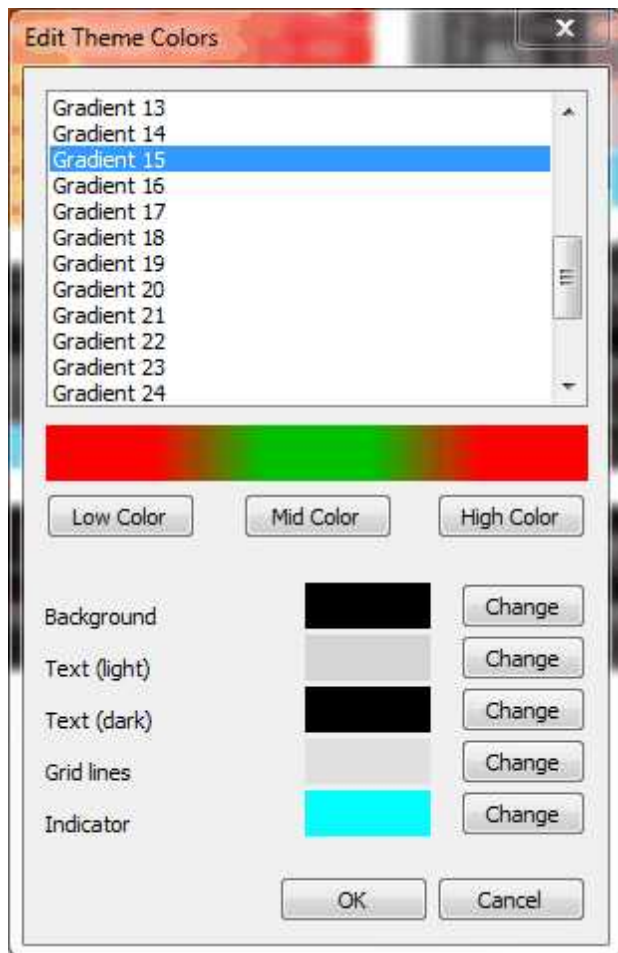 Edit Theme Colors
Gradient 13
Gradient 14
Gradient 15
Gradient 16
Gradient 17
Gradient 18
Gradient 19
Gradient 20
Gradient 21
Gradient 22
Gradient 23
Gradient 24
Low Color Mid Color High Color
Background Change
Text (light) Change
Text (dark) Change
Grid lines Change
Indicator Change
OK Cancel